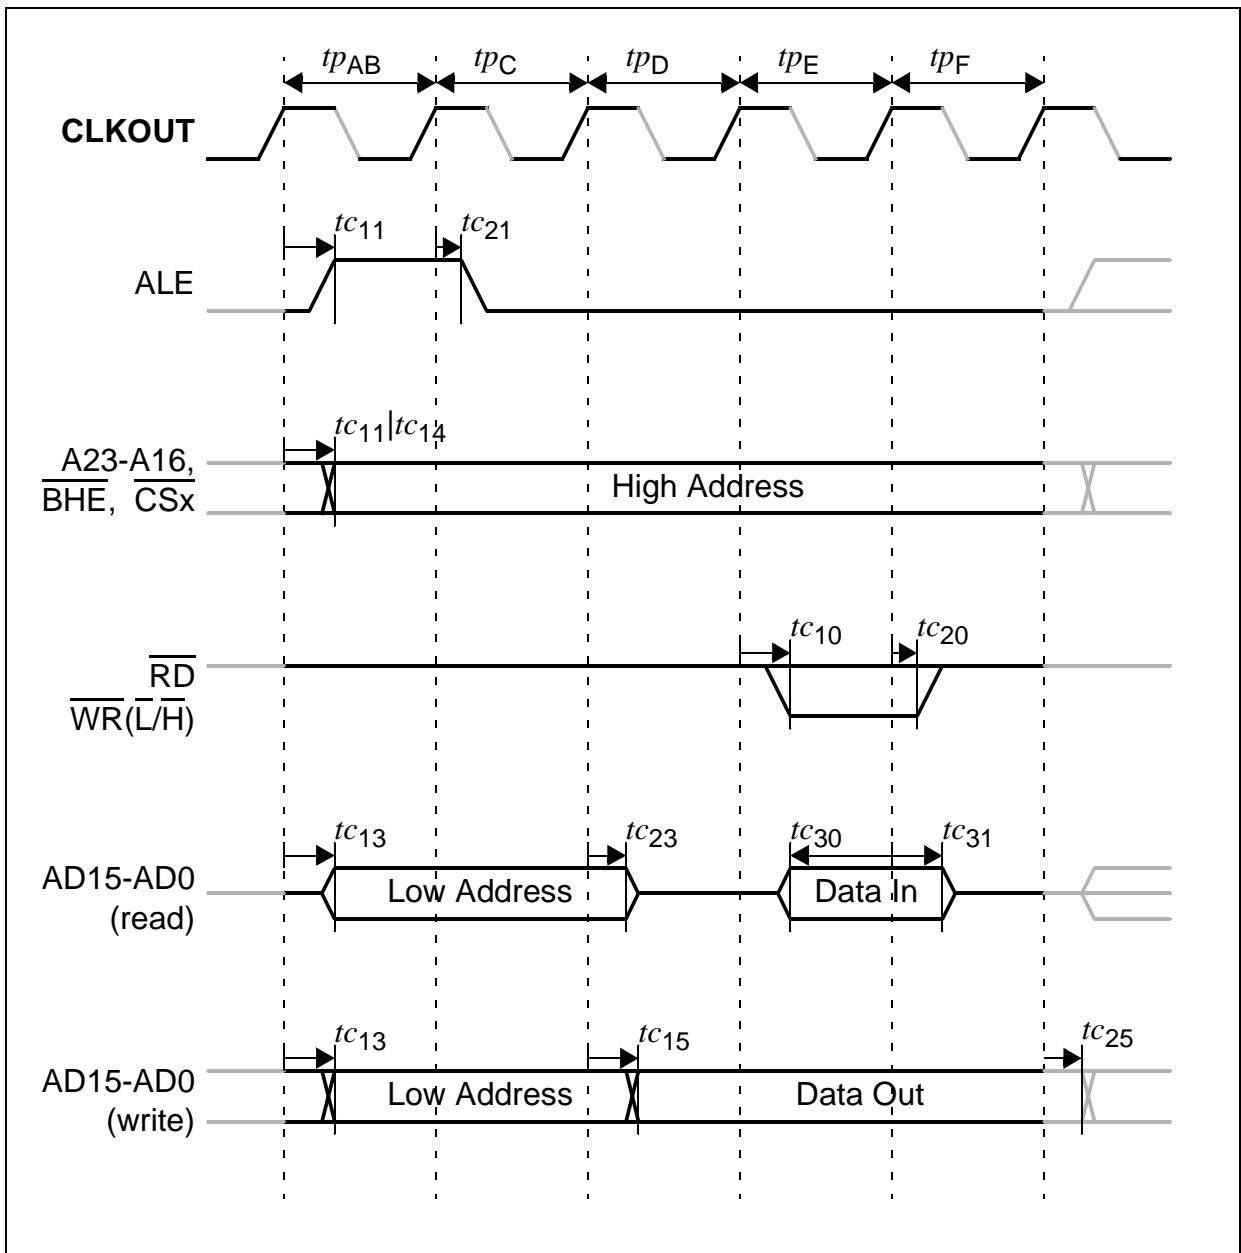 tpAB tpC tpD tpE tpF
CLKOUT
tc11 tc21
ALE
tc11|tc14
A23-A16,
BHE, CSx
High Address
tc10 tc20
RD
WR(L/H)
tc13 tc23 tc30 tc31
AD15-AD0
(read)
Low Address Data In
tc13 tc15 tc25
AD15-AD0
(write)
Low Address Data Out